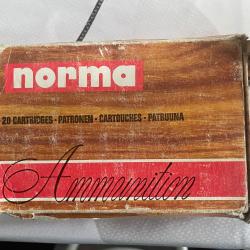 norma
20 CARTRIDGES - PATRONEN - CARTOUCHES - PATRUUNA
Ammunition